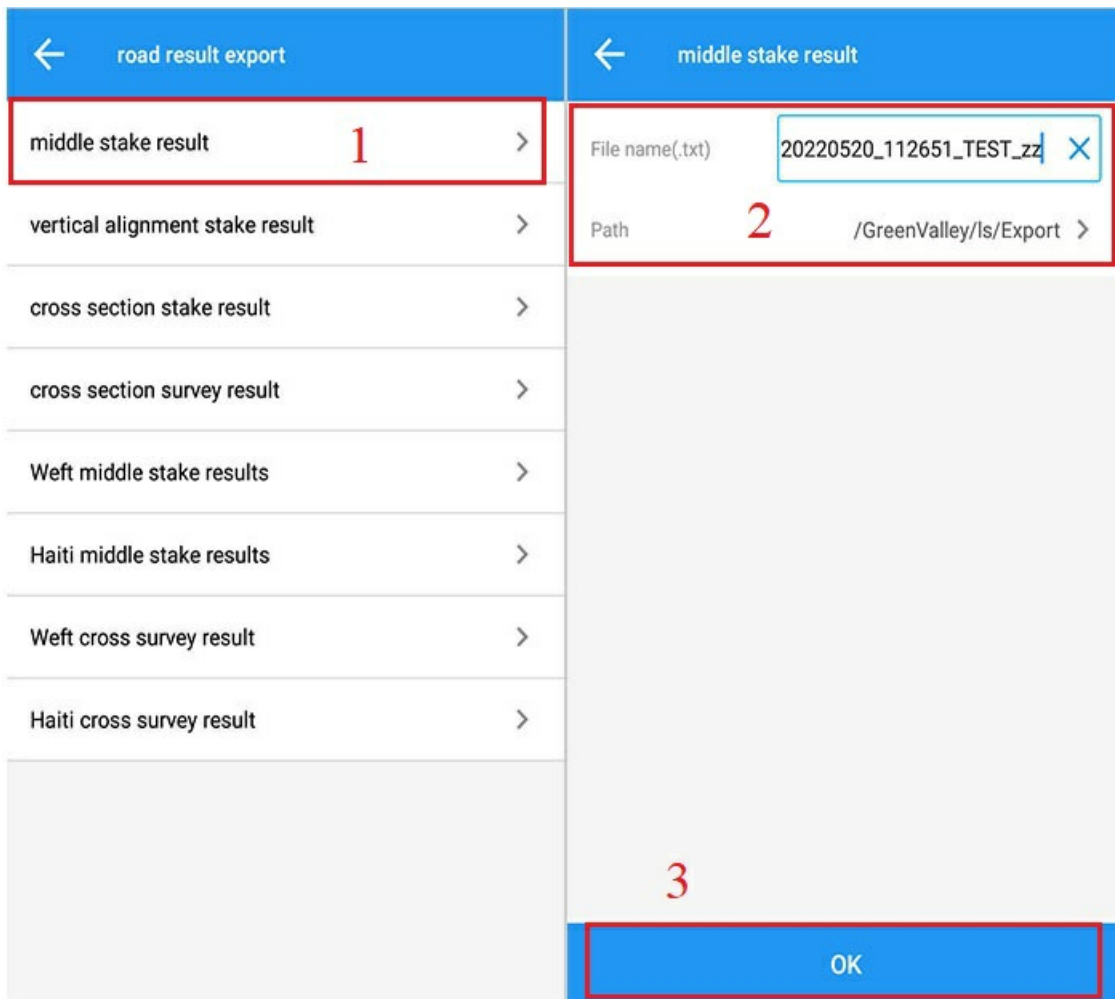 road result export
middle stake result
1
vertical alignment stake result
cross section stake result
cross section survey result
Weft middle stake results
Haiti middle stake results
Weft cross survey result
Haiti cross survey result
middle stake result
File name(.txt) 20220520_112651_TEST_zz
2
Path /GreenValley/ls/Export
3
OK